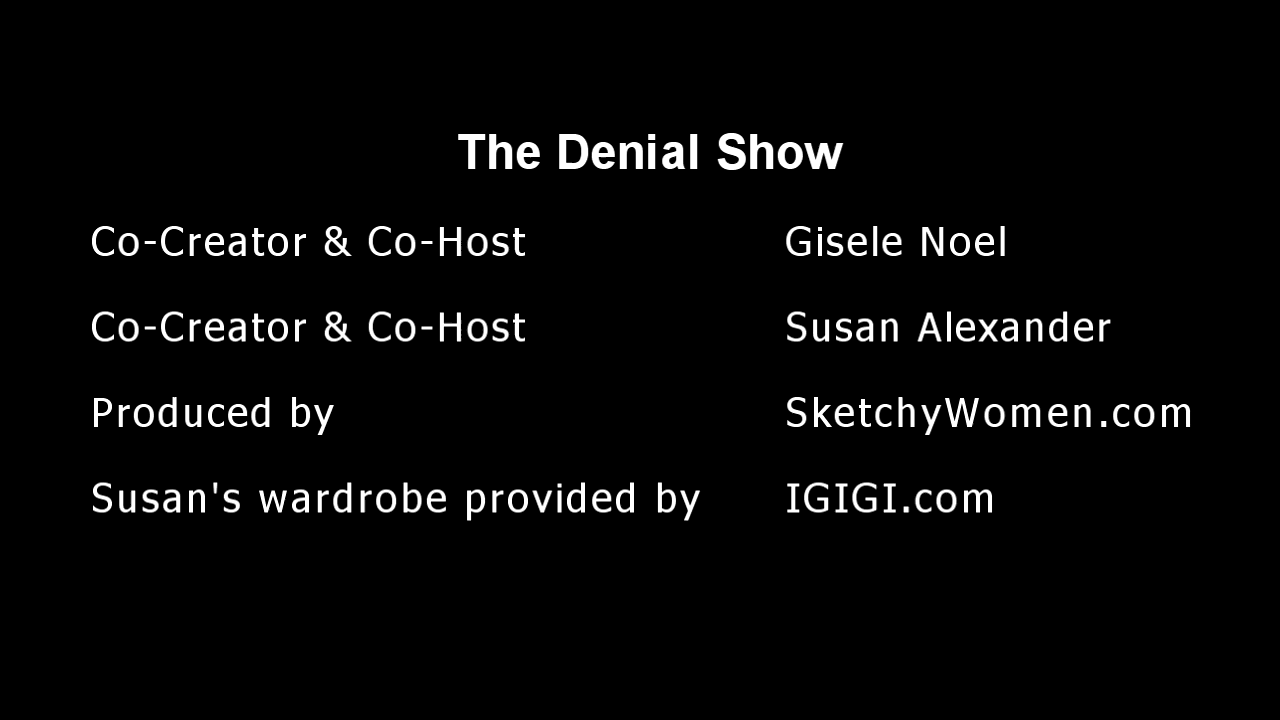 The Denial Show
Co-Creator & Co-Host Gisele Noel
Co-Creator & Co-Host Susan Alexander
Produced by SketchyWomen.com
Susan's wardrobe provided by IGIGI.com